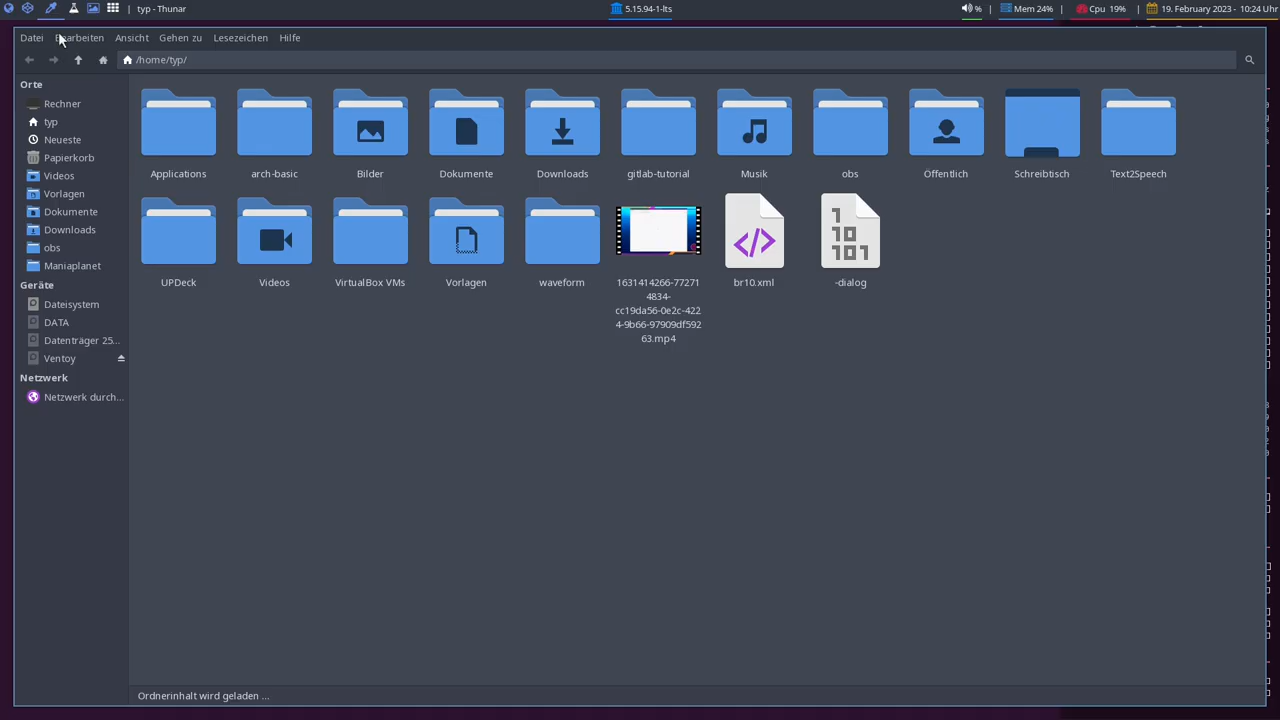 typ - Thunar
5.15.94-1-lts
% | Mem 24% | Cpu 19% | 19. February 2023 - 10:24 Uhr
Datei Bearbeiten Ansicht Gehen zu Lesezeichen Hilfe
/home/typ/
Orte
Rechner
typ
Neueste
Papierkorb
Videos
Vorlagen
Dokumente
Downloads
obs
Maniaplanet
Geräte
Dateisystem
DATA
Datenträger 25...
Ventoy
Netzwerk
Netzwerk durch...
Applications arch-basic Bilder Dokumente Downloads gitlab-tutorial Musik obs Öffentlich Schreibtisch Text2Speech
UPDeck Videos VirtualBox VMs Vorlagen waveform
1631414266-77271
4834-
cc19da56-0e2c-422
4-9b66-97909df592
63.mp4
br10.xml
-dialog
Ordnerinhalt wird geladen ...